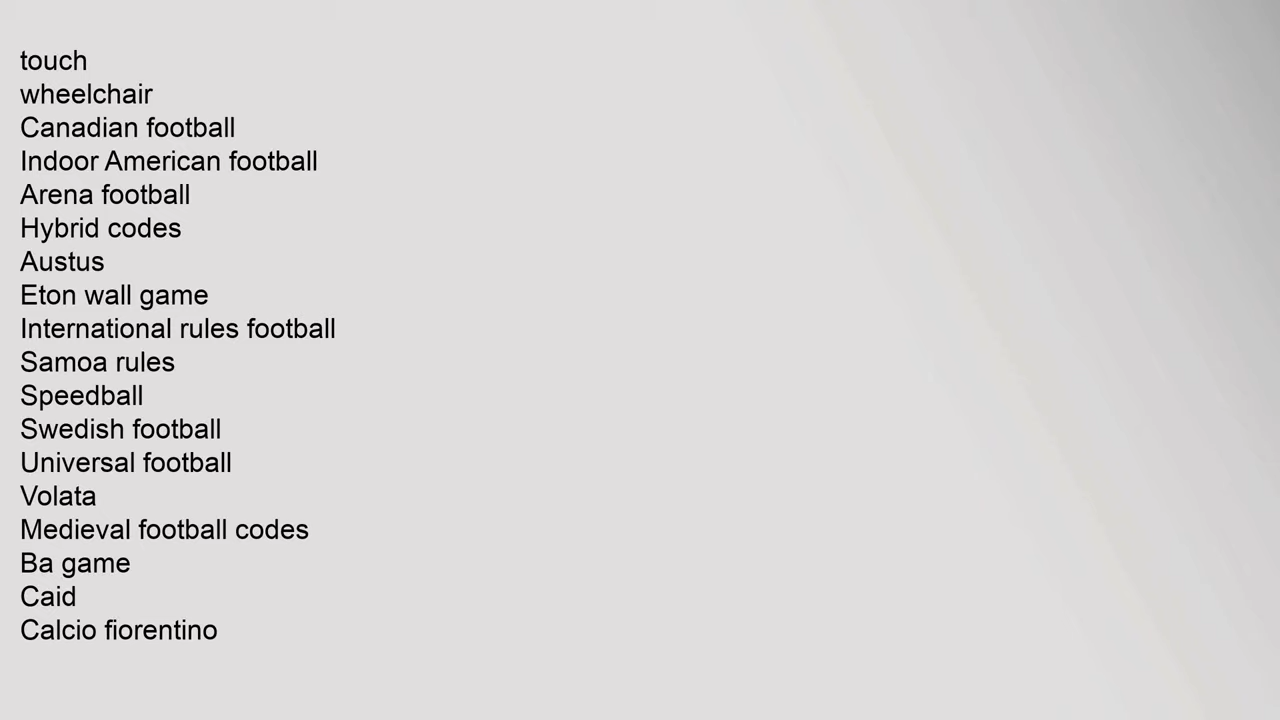 touch
wheelchair
Canadian football
Indoor American football
Arena football
Hybrid codes
Austus
Eton wall game
International rules football
Samoa rules
Speedball
Swedish football
Universal football
Volata
Medieval football codes
Ba game
Caid
Calcio fiorentino